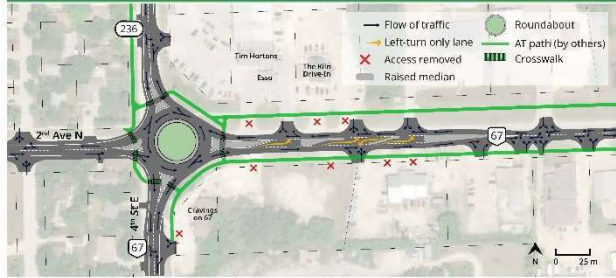 236
Tim Hortons
Esso
The Kiln
Drive-In
Flow of traffic
Left-turn only lane
Access removed
Raised median
Roundabout
AT path (by others)
Crosswalk
2nd Ave N
67
4th St E
67
Cravings
on 67
N
0 25 m